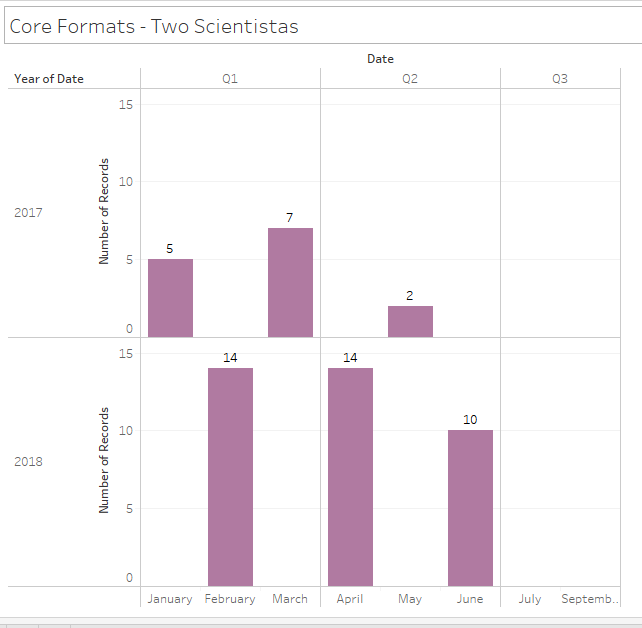 Core Formats - Two Scientistas
Date
Year of Date Q1 Q2 Q3
2017
Number of Records
15
10
5
0
5
7
2
2018
Number of Records
15
10
5
0
14
14
10
January February March April May June July Septemb..